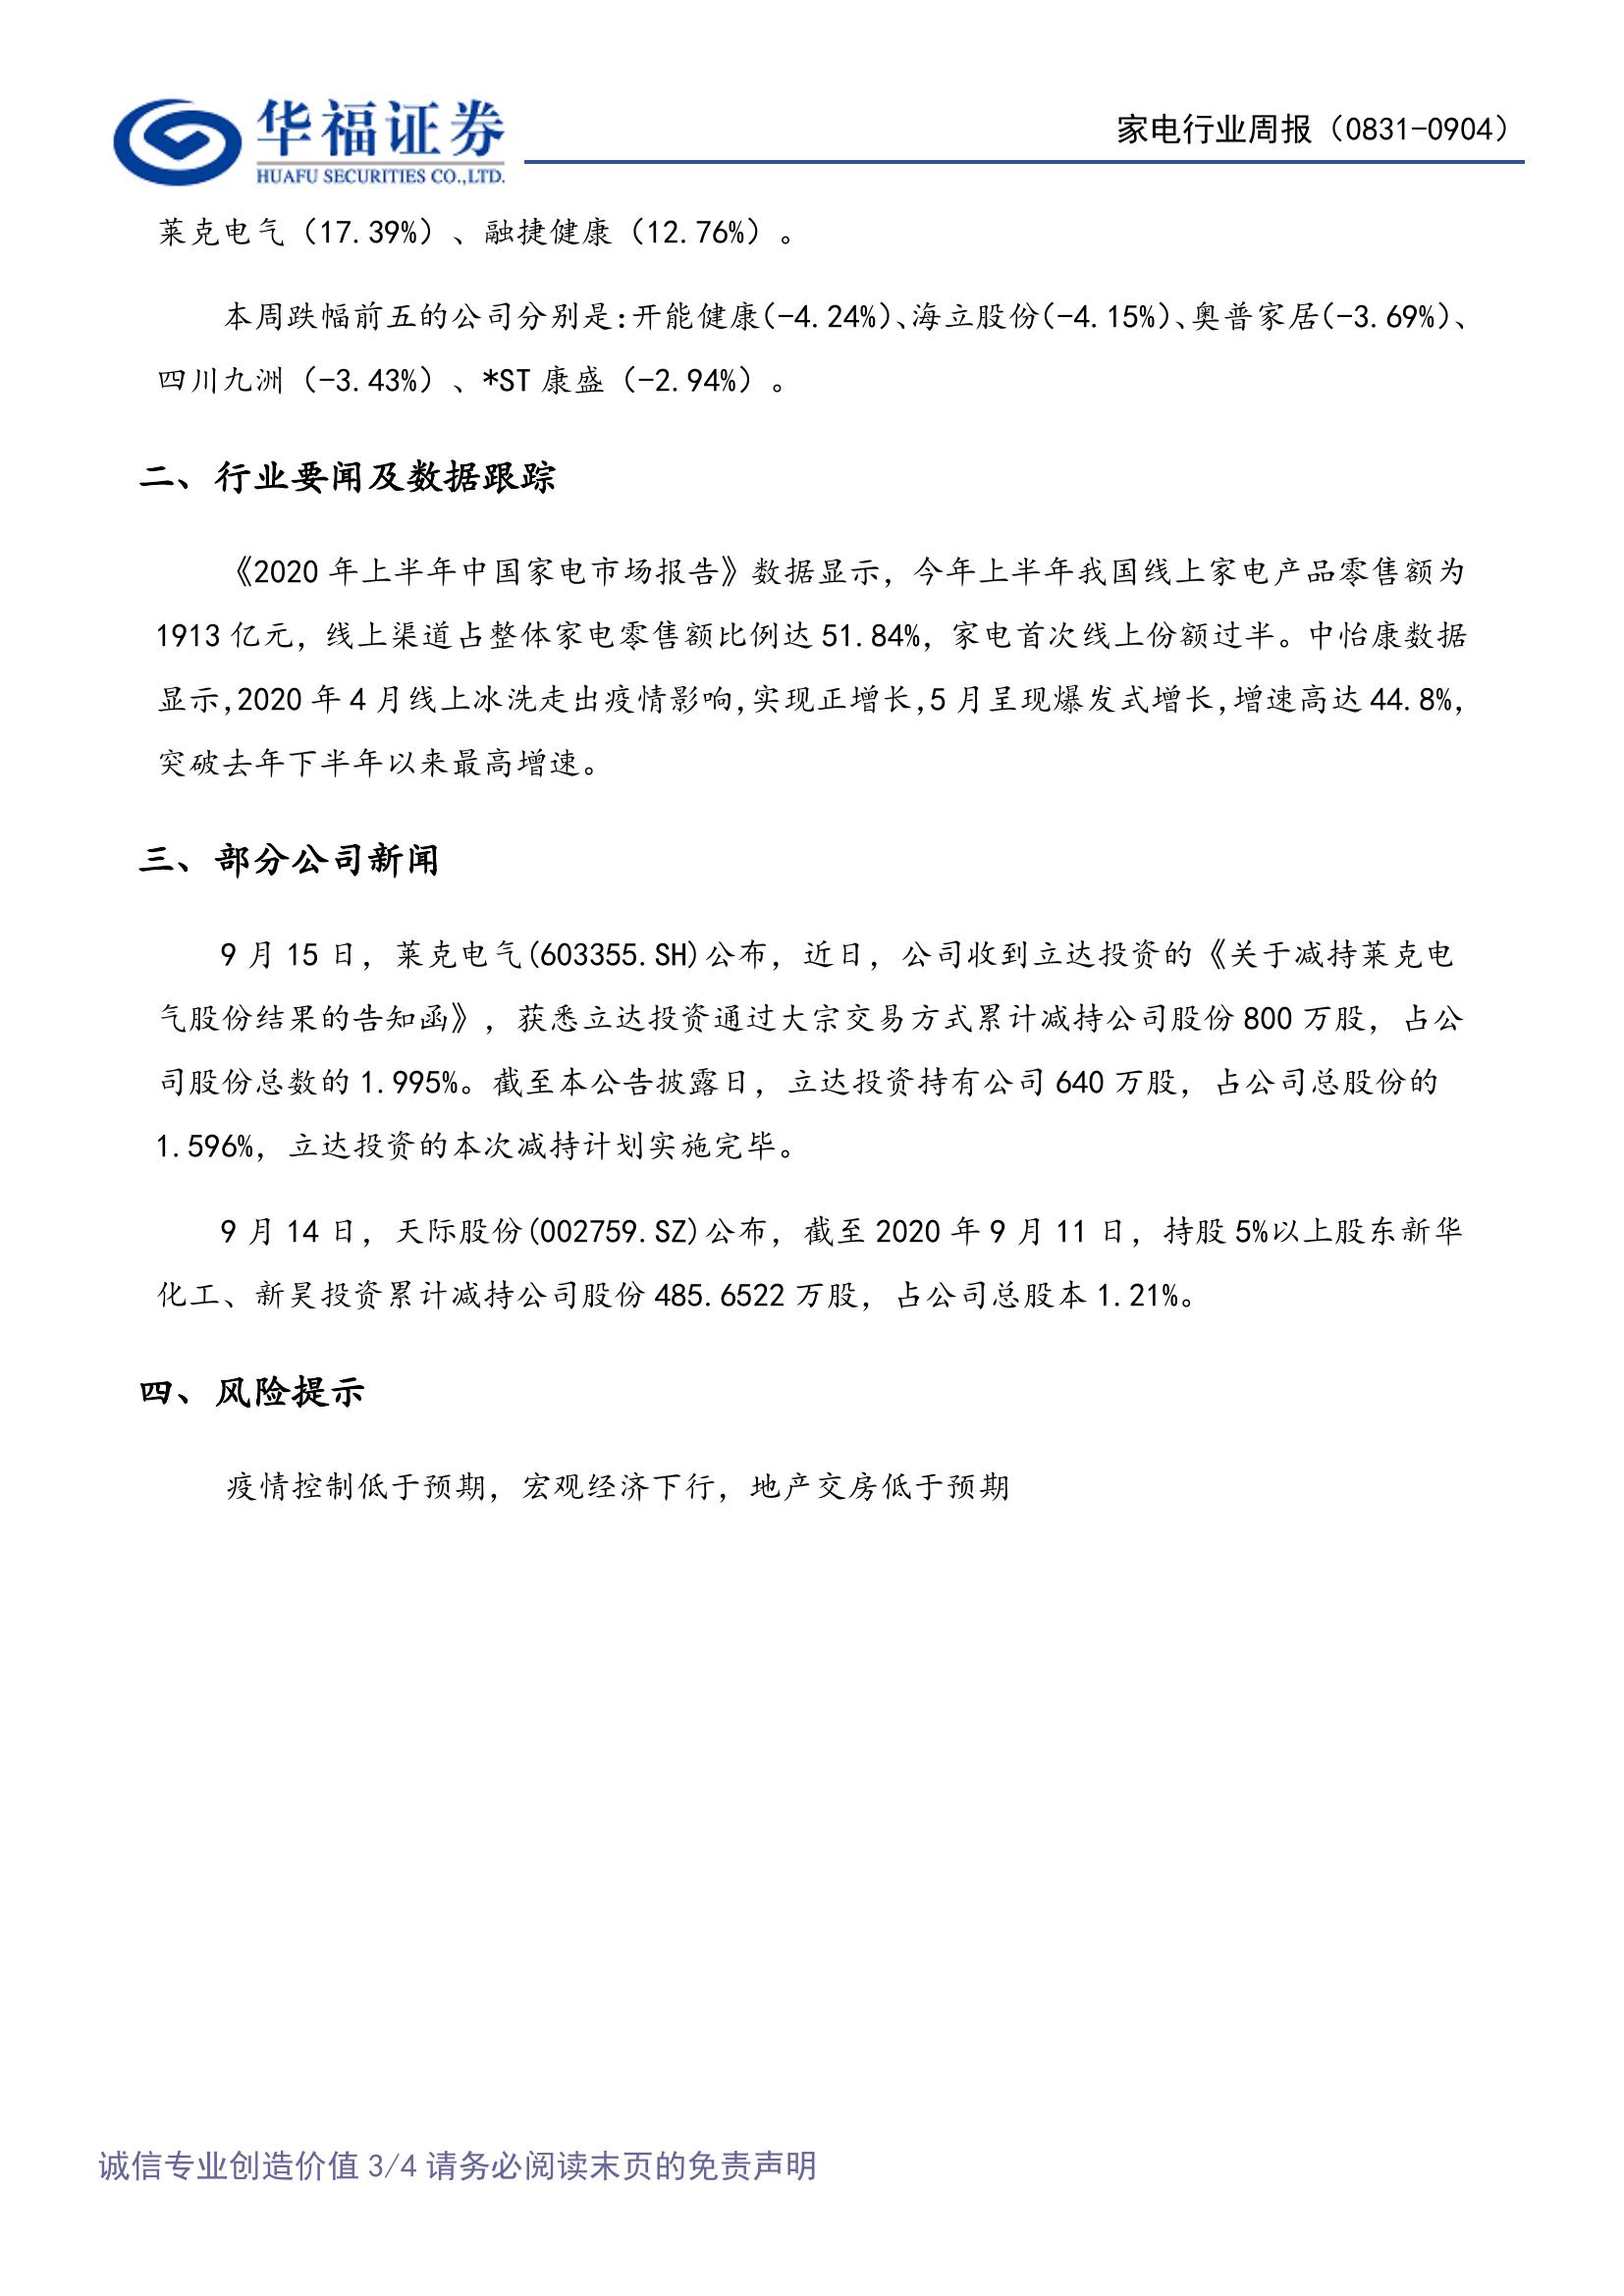 华福证券
HUAFU SECURITIES CO.,LTD.
家电行业周报（0831-0904）
莱克电气（17.39%）、融捷健康（12.76%）。
本周跌幅前五的公司分别是:开能健康(-4.24%)、海立股份(-4.15%)、奥普家居(-3.69%)、
四川九洲（-3.43%）、*ST 康盛（-2.94%）。
二、行业要闻及数据跟踪
《2020 年上半年中国家电市场报告》数据显示，今年上半年我国线上家电产品零售额为
1913 亿元，线上渠道占整体家电零售额比例达 51.84%，家电首次线上份额过半。中怡康数据
显示,2020 年 4 月线上冰洗走出疫情影响,实现正增长,5 月呈现爆发式增长,增速高达 44.8%,
突破去年下半年以来最高增速。
三、部分公司新闻
9 月 15 日，莱克电气(603355.SH)公布，近日，公司收到立达投资的《关于减持莱克电
气股份结果的告知函》，获悉立达投资通过大宗交易方式累计减持公司股份 800 万股，占公
司股份总数的 1.995%。截至本公告披露日，立达投资持有公司 640 万股，占公司总股份的
1.596%，立达投资的本次减持计划实施完毕。
9 月 14 日，天际股份(002759.SZ)公布，截至 2020 年 9 月 11 日，持股 5%以上股东新华
化工、新昊投资累计减持公司股份 485.6522 万股，占公司总股本 1.21%。
四、风险提示
疫情控制低于预期，宏观经济下行，地产交房低于预期
诚信专业创造价值 3/4 请务必阅读末页的免责声明